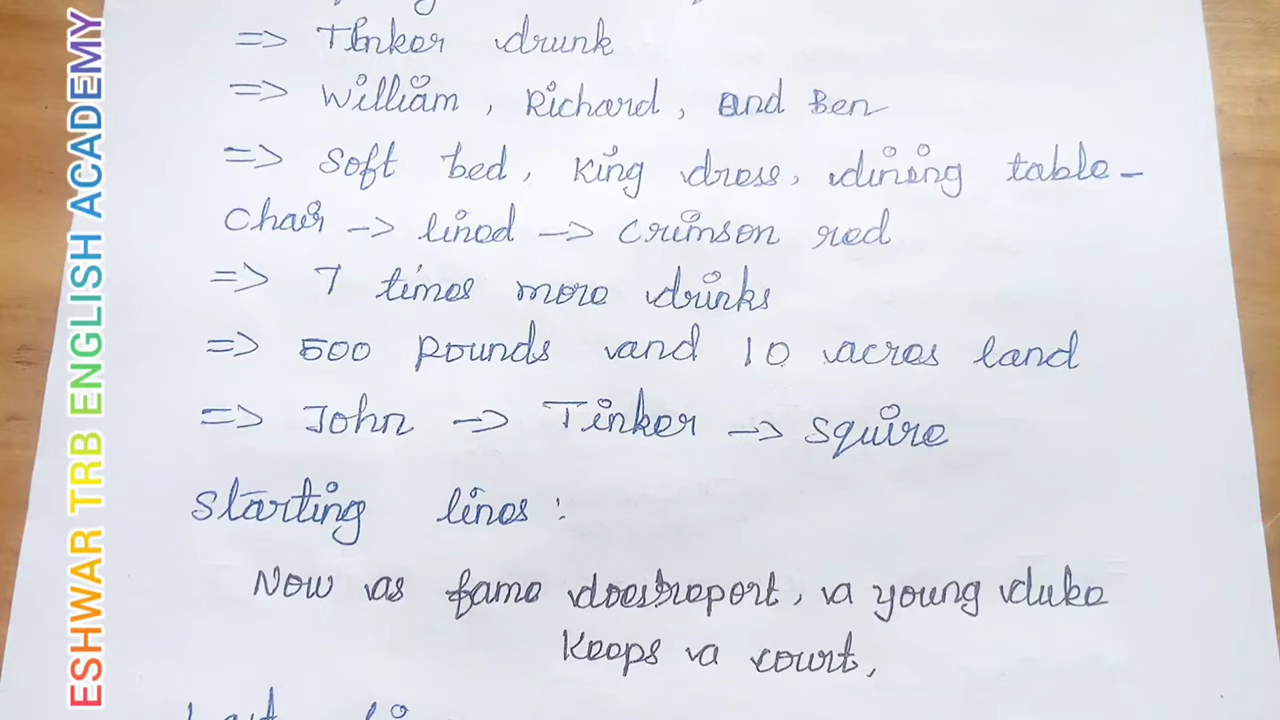 => Tinker drunk
=> William, Richard, and Ben
=> Soft bed, King dress, dining table -
Chair -> lined -> Crimson red
=> 7 times more drinks
=> 500 Pounds and 10 acres land
=> John -> Tinker -> Squire
Starting lines :
Now as fame does report, a young duke
Keeps a court,
ESHWAR TRB ENGLISH ACADEMY